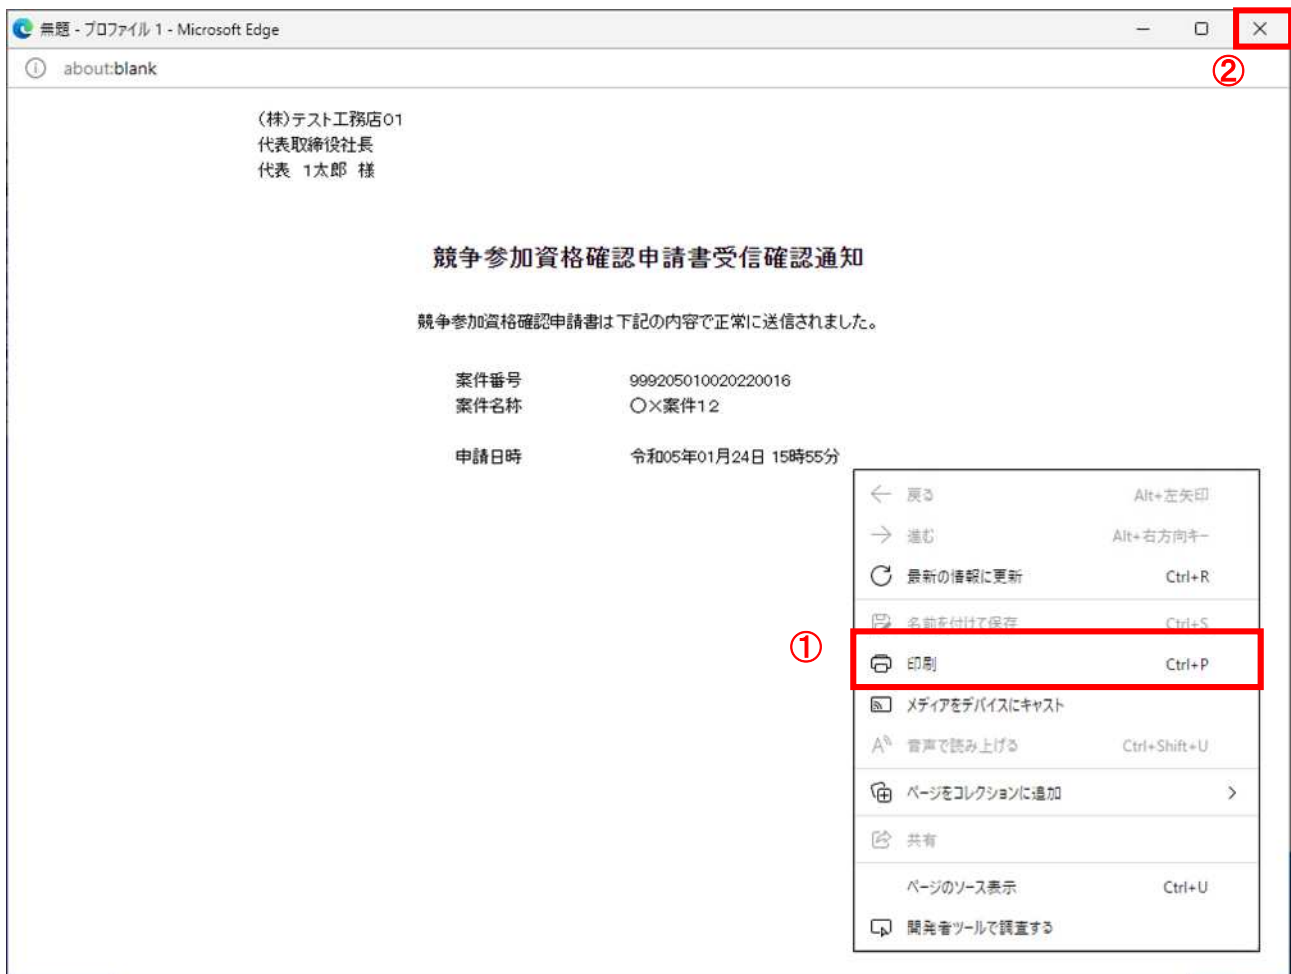 無題 - プロファイル 1 - Microsoft Edge
②
about:blank
(株)テスト工務店01
代表取締役社長
代表 1太郎 様
競争参加資格確認申請書受信確認通知
競争参加資格確認申請書は下記の内容で正常に送信されました。
案件番号 999205010020220016
案件名称 〇×案件12
申請日時 令和05年01月24日 15時55分
戻る Alt+左矢印
進む Alt+右方向キー
最新の情報に更新 Ctrl+R
名前を付けて保存 Ctrl+S
①
印刷 Ctrl+P
メディアをデバイスにキャスト
音声で読み上げる Ctrl+Shift+U
ページをコレクションに追加
共有
ページのソース表示 Ctrl+U
開発者ツールで調査する